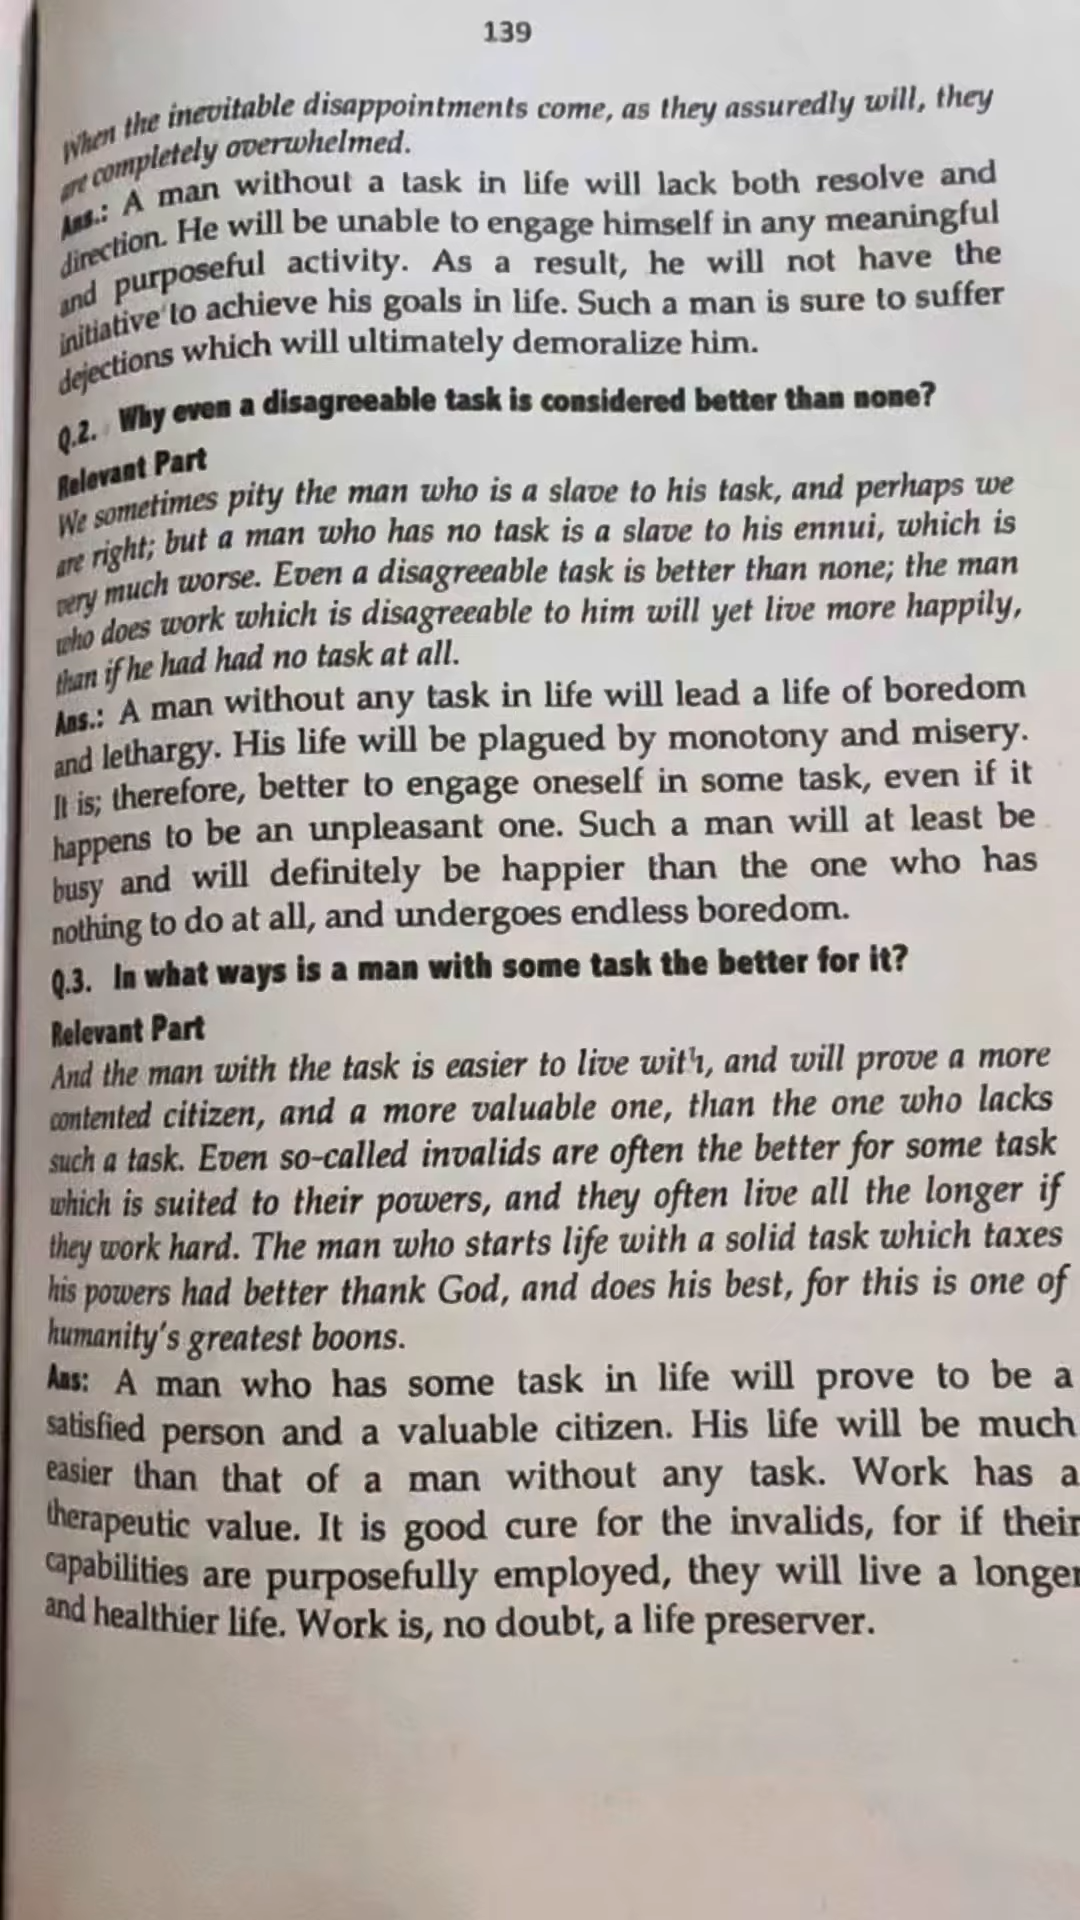 139
When the inevitable disappointments come, as they assuredly will, they
are completely overwhelmed.
Ans.: A man without a task in life will lack both resolve and
direction. He will be unable to engage himself in any meaningful
and purposeful activity. As a result, he will not have the
initiative to achieve his goals in life. Such a man is sure to suffer
dejections which will ultimately demoralize him.
Q.2. Why even a disagreeable task is considered better than none?
Relevant Part
We sometimes pity the man who is a slave to his task, and perhaps we
are right; but a man who has no task is a slave to his ennui, which is
very much worse. Even a disagreeable task is better than none; the man
who does work which is disagreeable to him will yet live more happily,
than if he had had no task at all.
Ans.: A man without any task in life will lead a life of boredom
and lethargy. His life will be plagued by monotony and misery.
It is; therefore, better to engage oneself in some task, even if it
happens to be an unpleasant one. Such a man will at least be
busy and will definitely be happier than the one who has
nothing to do at all, and undergoes endless boredom.
Q.3. In what ways is a man with some task the better for it?
Relevant Part
And the man with the task is easier to live with, and will prove a more
contented citizen, and a more valuable one, than the one who lacks
such a task. Even so-called invalids are often the better for some task
which is suited to their powers, and they often live all the longer if
they work hard. The man who starts life with a solid task which taxes
his powers had better thank God, and does his best, for this is one of
humanity's greatest boons.
Ans: A man who has some task in life will prove to be a
satisfied person and a valuable citizen. His life will be much
easier than that of a man without any task. Work has a
therapeutic value. It is good cure for the invalids, for if their
capabilities are purposefully employed, they will live a longer
and healthier life. Work is, no doubt, a life preserver.